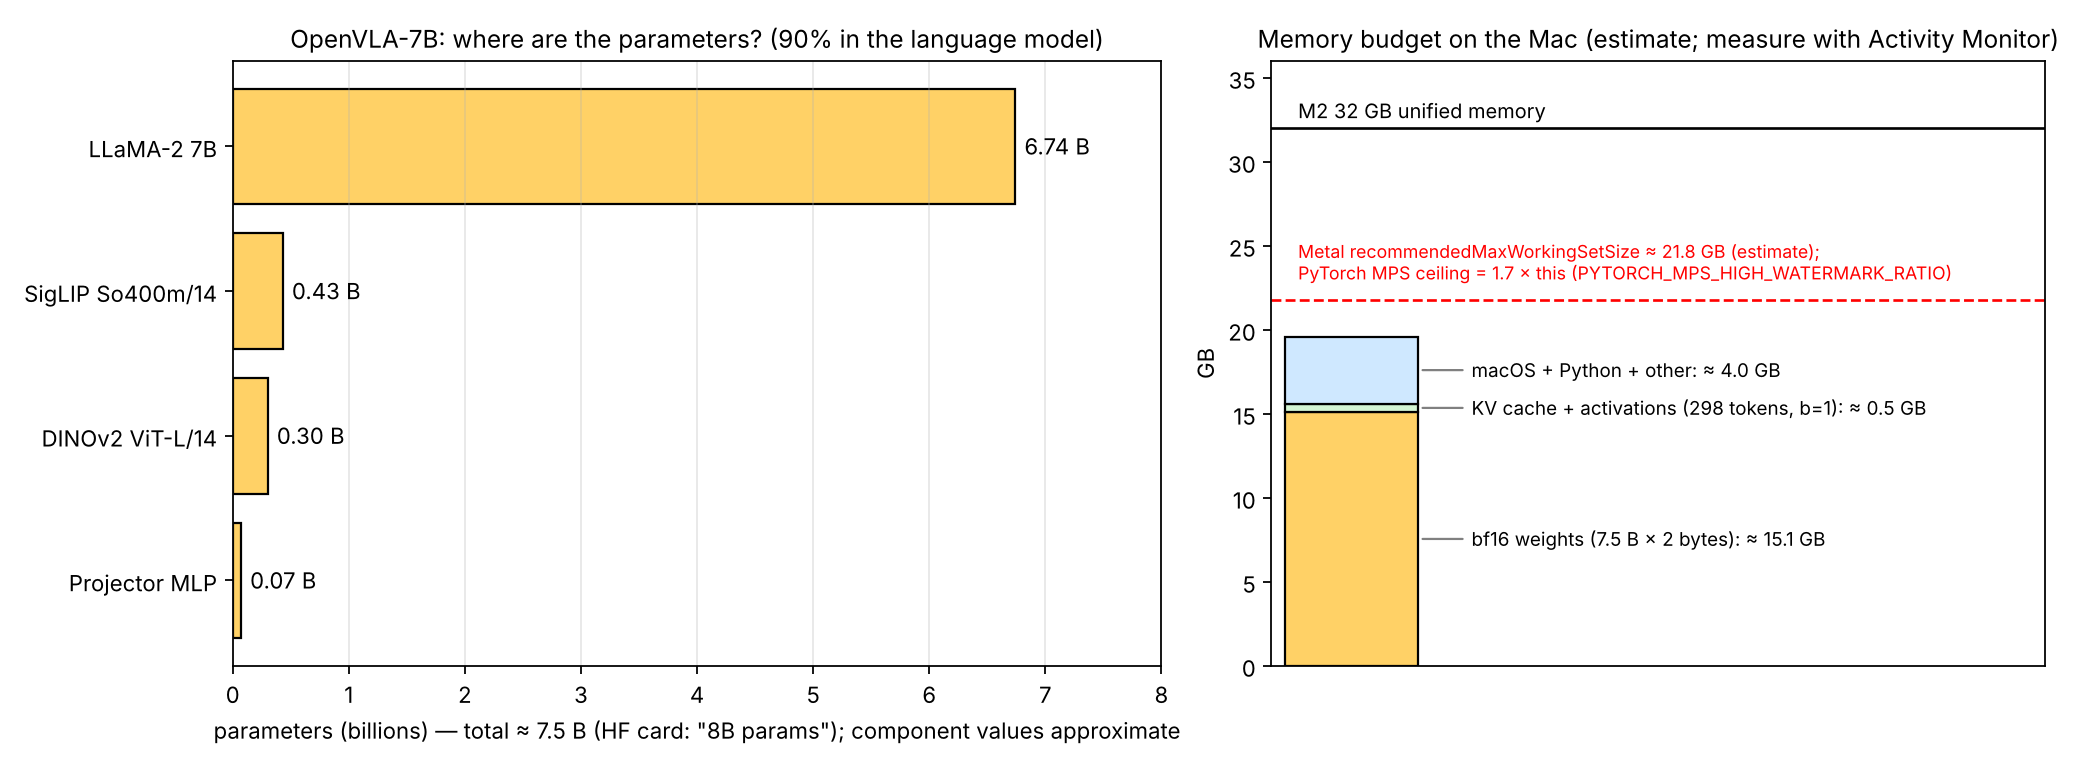 OpenVLA-7B: where are the parameters? (90% in the language model)
LLaMA-2 7B
6.74 B
SigLIP So400m/14
0.43 B
DINOv2 ViT-L/14
0.30 B
Projector MLP
0.07 B
0 1 2 3 4 5 6 7 8
parameters (billions) — total ≈ 7.5 B (HF card: "8B params"); component values approximate
Memory budget on the Mac (estimate; measure with Activity Monitor)
GB
35
30
25
20
15
10
5
0
M2 32 GB unified memory
Metal recommendedMaxWorkingSetSize ≈ 21.8 GB (estimate);
PyTorch MPS ceiling = 1.7 × this (PYTORCH_MPS_HIGH_WATERMARK_RATIO)
macOS + Python + other: ≈ 4.0 GB
KV cache + activations (298 tokens, b=1): ≈ 0.5 GB
bf16 weights (7.5 B × 2 bytes): ≈ 15.1 GB